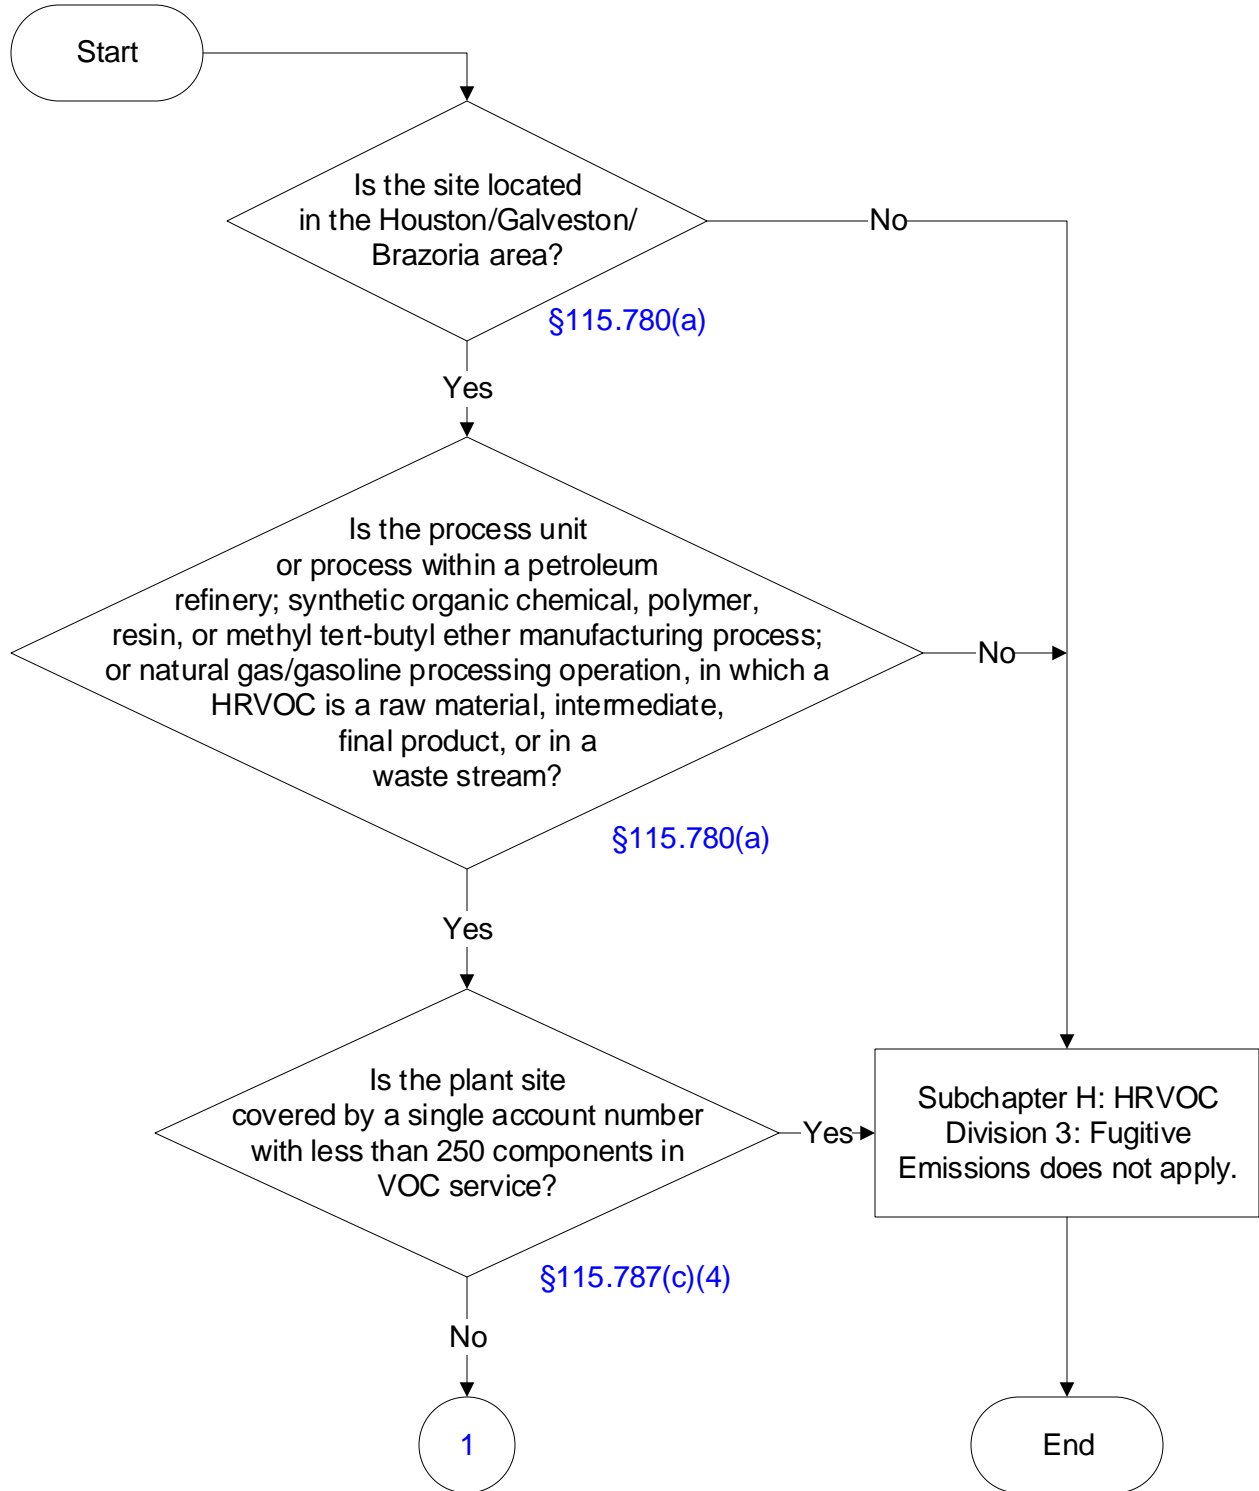 Start
Is the site located
in the Houston/Galveston/
Brazoria area?
No
§115.780(a)
Yes
Is the process unit
or process within a petroleum
refinery; synthetic organic chemical, polymer,
resin, or methyl tert-butyl ether manufacturing process;
or natural gas/gasoline processing operation, in which a
HRVOC is a raw material, intermediate,
final product, or in a
waste stream?
No
§115.780(a)
Yes
Is the plant site
covered by a single account number
with less than 250 components in
VOC service?
Yes
Subchapter H: HRVOC
Division 3: Fugitive
Emissions does not apply.
§115.787(c)(4)
No
1
End